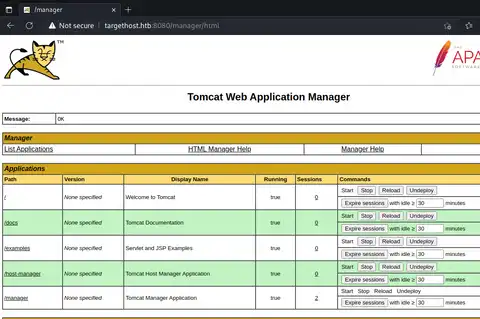 /manager
Not secure targethost.htb:8080/manager/html
TM
THE
APA
SOFTWARE
Tomcat Web Application Manager
Message: OK
Manager
List Applications HTML Manager Help Manager Help
Applications
Path Version Display Name Running Sessions Commands
/ None specified Welcome to Tomcat true 0 Start Stop Reload Undeploy
Expire sessions with idle ≥ 30 minutes
/docs None specified Tomcat Documentation true 0 Start Stop Reload Undeploy
Expire sessions with idle ≥ 30 minutes
/examples None specified Servlet and JSP Examples true 0 Start Stop Reload Undeploy
Expire sessions with idle ≥ 30 minutes
/host-manager None specified Tomcat Host Manager Application true 0 Start Stop Reload Undeploy
Expire sessions with idle ≥ 30 minutes
/manager None specified Tomcat Manager Application true 2 Start Stop Reload Undeploy
Expire sessions with idle ≥ 30 minutes